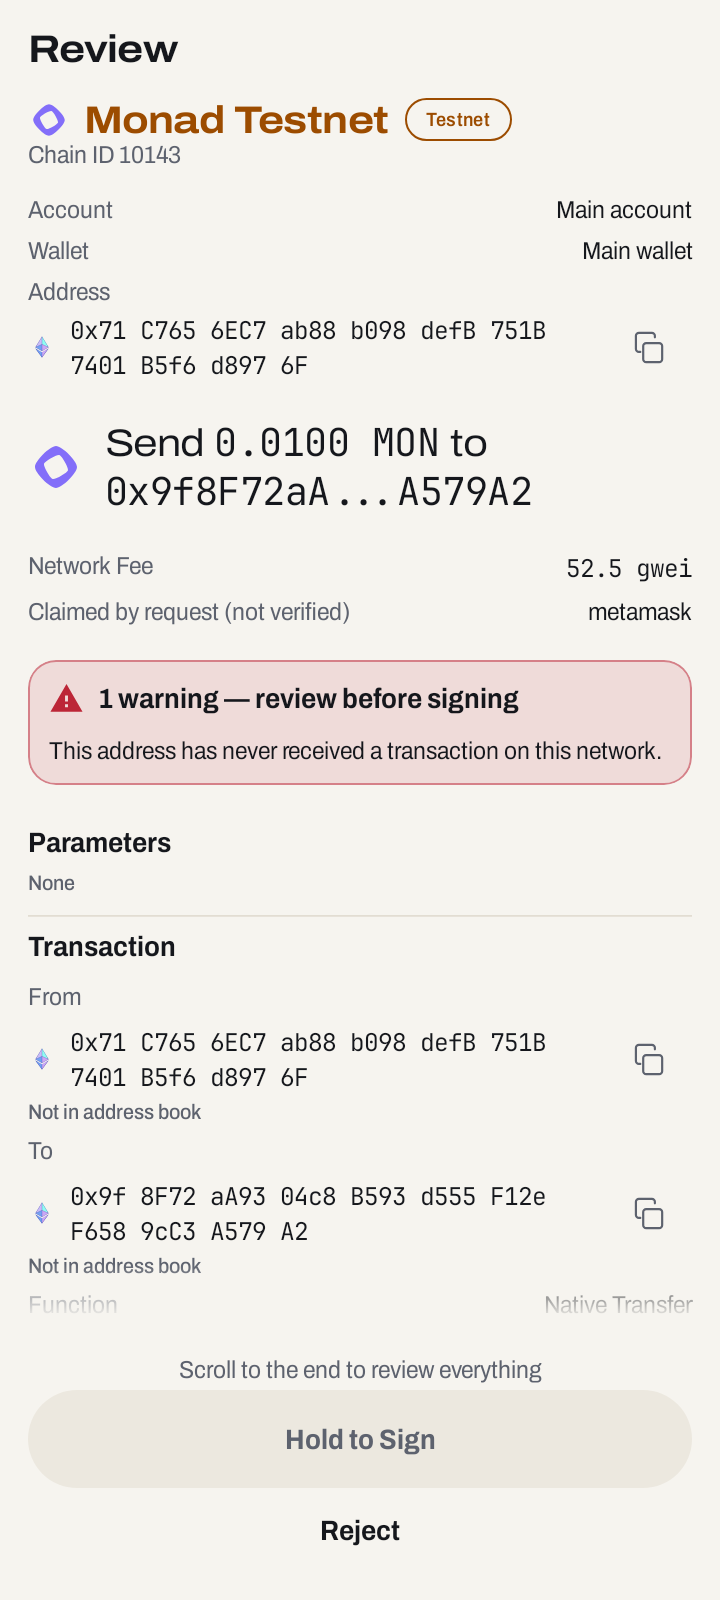 Review
Monad Testnet Testnet
Chain ID 10143
Account Main account
Wallet Main wallet
Address
0x71 C765 6EC7 ab88 b098 defB 751B
7401 B5f6 d897 6F
Send 0.0100 MON to
0x9f8F72aA...A579A2
Network Fee 52.5 gwei
Claimed by request (not verified) metamask
1 warning — review before signing
This address has never received a transaction on this network.
Parameters
None
Transaction
From
0x71 C765 6EC7 ab88 b098 defB 751B
7401 B5f6 d897 6F
Not in address book
To
0x9f 8F72 aA93 04c8 B593 d555 F12e
F658 9cC3 A579 A2
Not in address book
Function Native Transfer
Scroll to the end to review everything
Hold to Sign
Reject